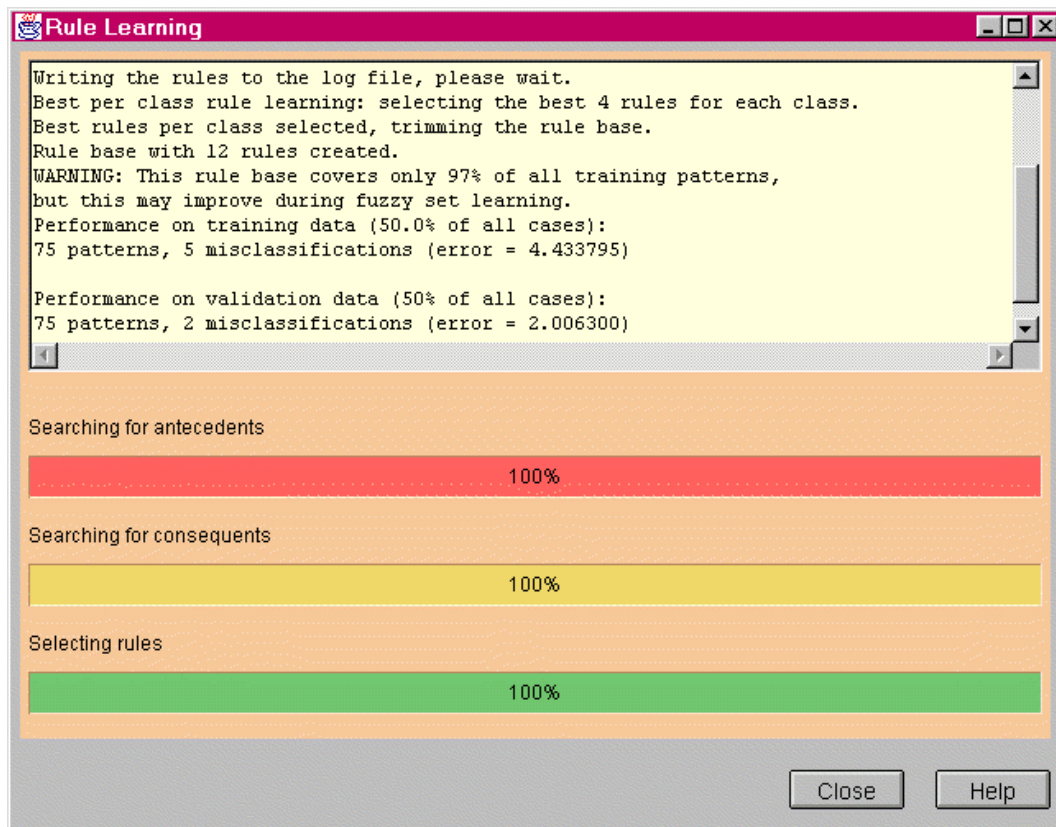 Rule Learning
Writing the rules to the log file, please wait.
Best per class rule learning: selecting the best 4 rules for each class.
Best rules per class selected, trimming the rule base.
Rule base with 12 rules created.
WARNING: This rule base covers only 97% of all training patterns,
but this may improve during fuzzy set learning.
Performance on training data (50.0% of all cases):
75 patterns, 5 misclassifications (error = 4.433795)
Performance on validation data (50% of all cases):
75 patterns, 2 misclassifications (error = 2.006300)
Searching for antecedents
100%
Searching for consequents
100%
Selecting rules
100%
Close
Help